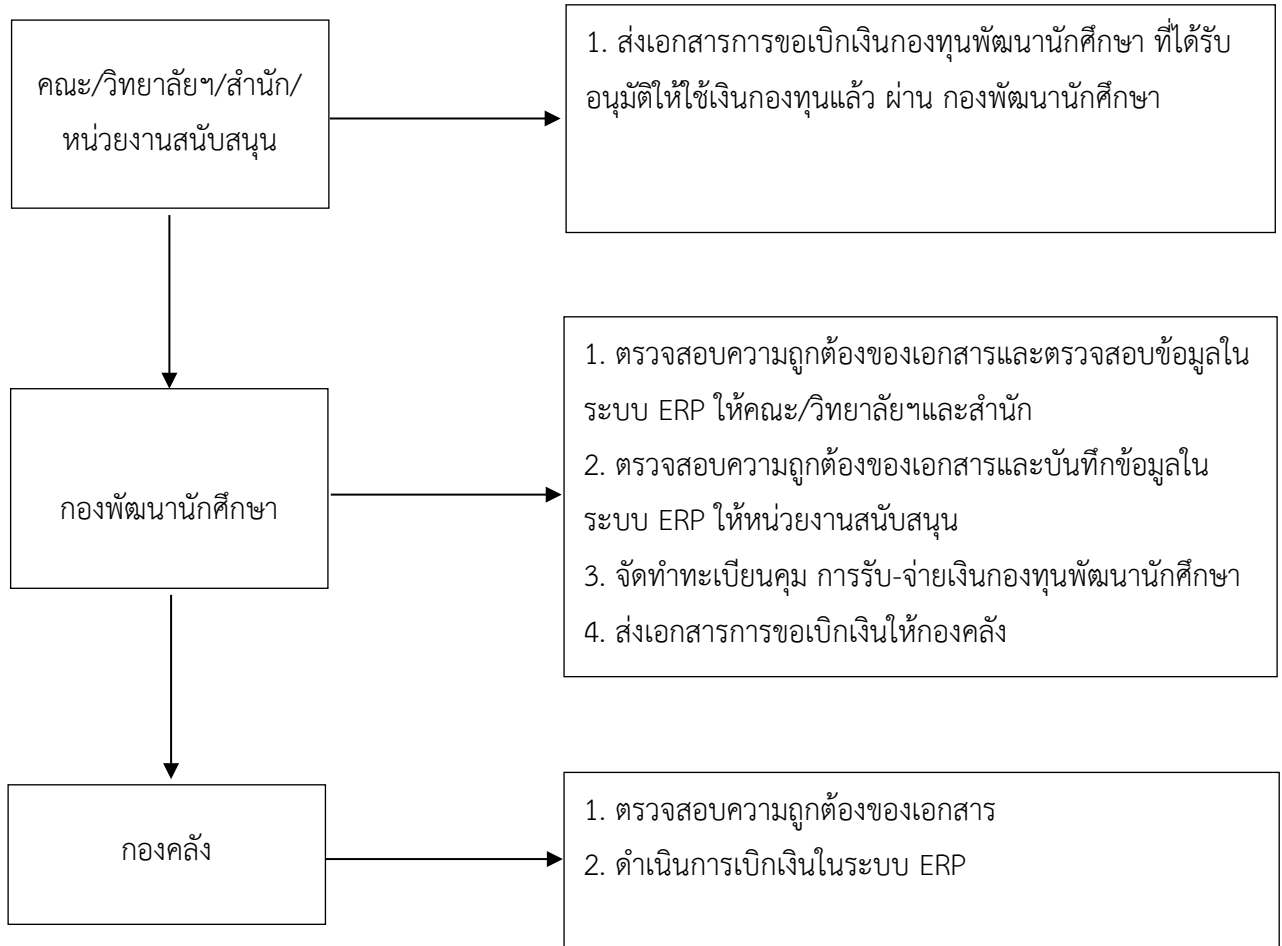 คณะ/วิทยาลัยฯ/สำนัก/
หน่วยงานสนับสนุน
1. ส่งเอกสารการขอเบิกเงินกองทุนพัฒนานักศึกษา ที่ได้รับ
อนุมัติให้ใช้เงินกองทุนแล้ว ผ่าน กองพัฒนานักศึกษา
กองพัฒนานักศึกษา
1. ตรวจสอบความถูกต้องของเอกสารและตรวจสอบข้อมูลใน
ระบบ ERP ให้คณะ/วิทยาลัยฯและสำนัก
2. ตรวจสอบความถูกต้องของเอกสารและบันทึกข้อมูลใน
ระบบ ERP ให้หน่วยงานสนับสนุน
3. จัดทำทะเบียนคุม การรับ-จ่ายเงินกองทุนพัฒนานักศึกษา
4. ส่งเอกสารการขอเบิกเงินให้กองคลัง
กองคลัง
1. ตรวจสอบความถูกต้องของเอกสาร
2. ดำเนินการเบิกเงินในระบบ ERP